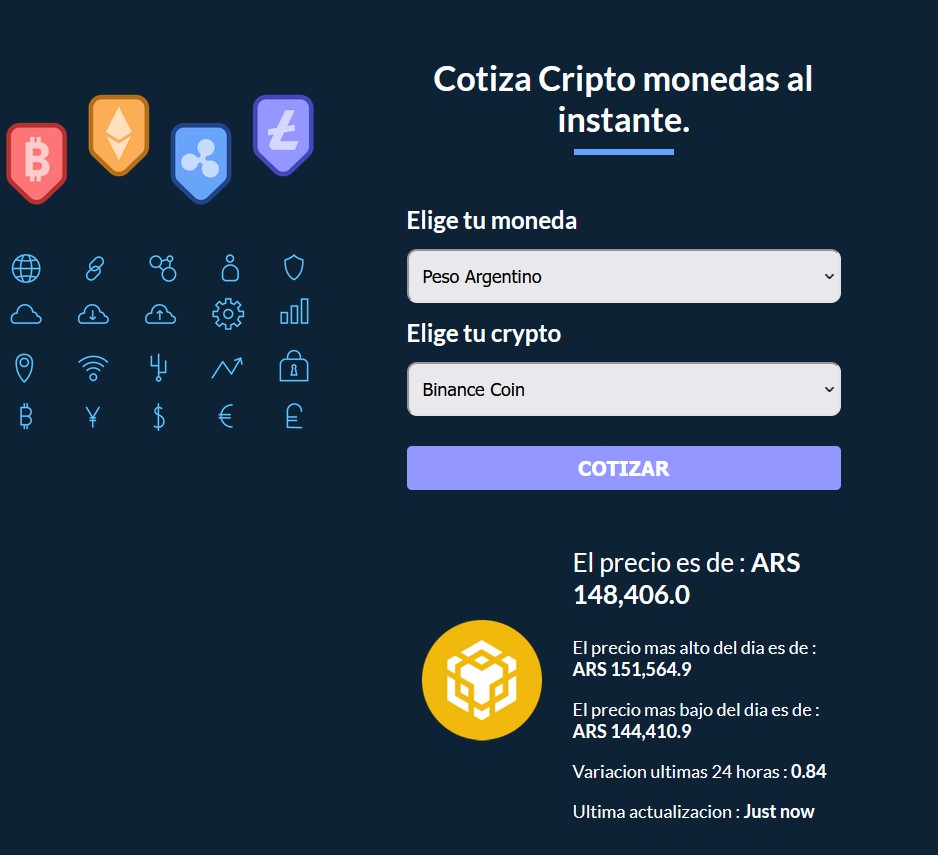 Cotiza Cripto monedas al
instante.
Elige tu moneda
Peso Argentino
Elige tu crypto
Binance Coin
COTIZAR
El precio es de : ARS
148,406.0
El precio mas alto del dia es de :
ARS 151,564.9
El precio mas bajo del dia es de :
ARS 144,410.9
Variacion ultimas 24 horas : 0.84
Ultima actualizacion : Just now